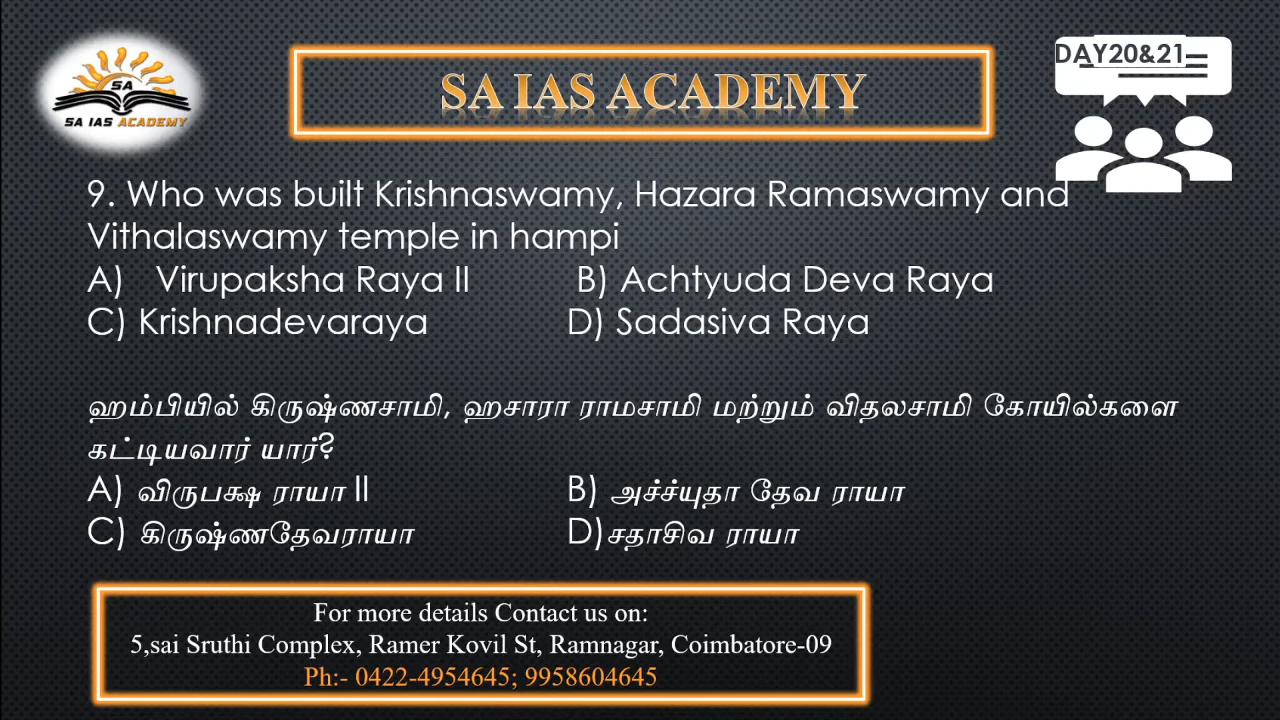 SA
SA IAS ACADEMY
SA IAS ACADEMY
DAY20&21
9. Who was built Krishnaswamy, Hazara Ramaswamy and
Vithalaswamy temple in hampi
A) Virupaksha Raya II B) Achtyuda Deva Raya
C) Krishnadevaraya D) Sadasiva Raya
ஹம்பியில் கிருஷ்ணசாமி, ஹசாரா ராமசாமி மற்றும் விதலசாமி கோயில்களை
கட்டியவார் யார்?
A) விருபக்ஷ ராயா II B) அச்ச்யுதா தேவ ராயா
C) கிருஷ்ணதேவராயா D)சதாசிவ ராயா
For more details Contact us on:
5,sai Sruthi Complex, Ramer Kovil St, Ramnagar, Coimbatore-09
Ph:- 0422-4954645; 9958604645